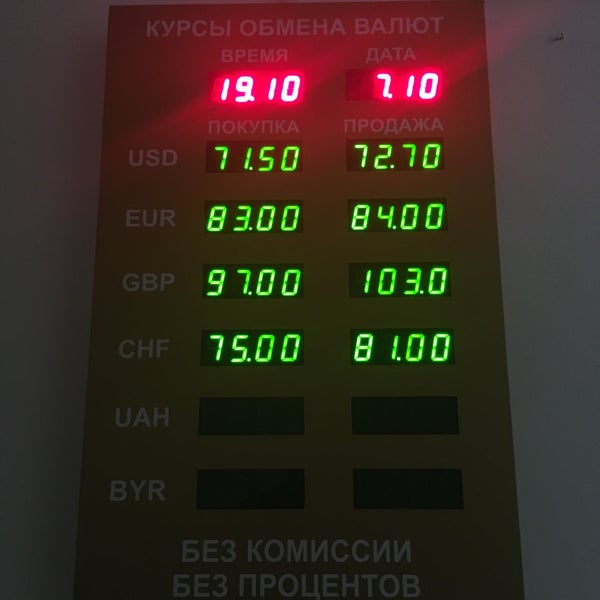 КУРСЫ ОБМЕНА ВАЛЮТ
ВРЕМЯ ДАТА
19.10 7.10
ПОКУПКА ПРОДАЖА
USD 71.50 72.70
EUR 83.00 84.00
GBP 97.00 103.0
CHF 75.00 81.00
UAH
BYR
БЕЗ КОМИССИИ
БЕЗ ПРОЦЕНТОВ